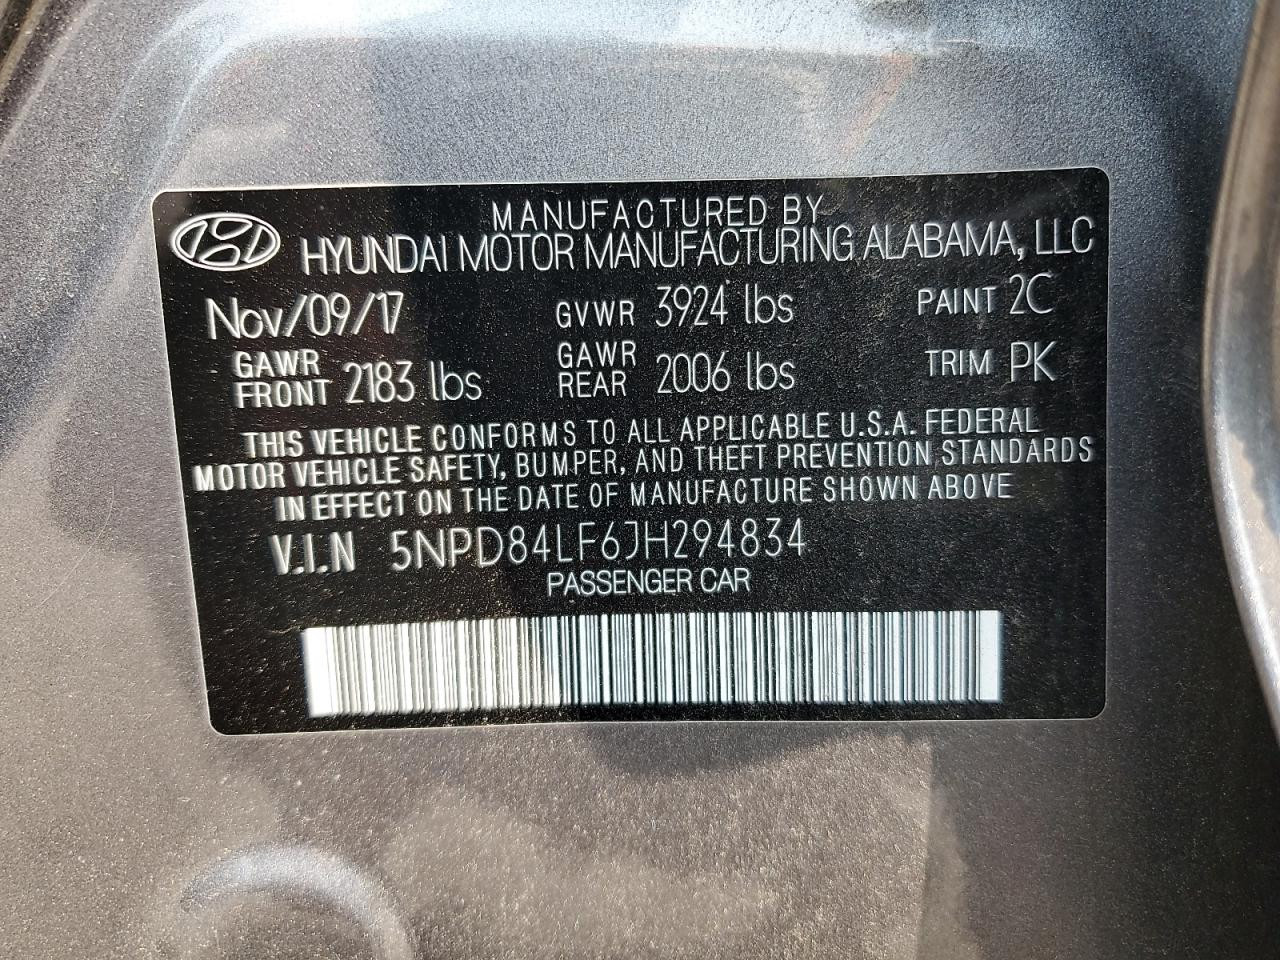 MANUFACTURED BY
HYUNDAI MOTOR MANUFACTURING ALABAMA, LLC
Nov/09/17 GVWR 3924 lbs PAINT 2C
GAWR FRONT 2183 lbs GAWR REAR 2006 lbs TRIM PK
THIS VEHICLE CONFORMS TO ALL APPLICABLE U.S.A. FEDERAL
MOTOR VEHICLE SAFETY, BUMPER, AND THEFT PREVENTION STANDARDS
IN EFFECT ON THE DATE OF MANUFACTURE SHOWN ABOVE
V.I.N 5NPD84LF6JH294834
PASSENGER CAR